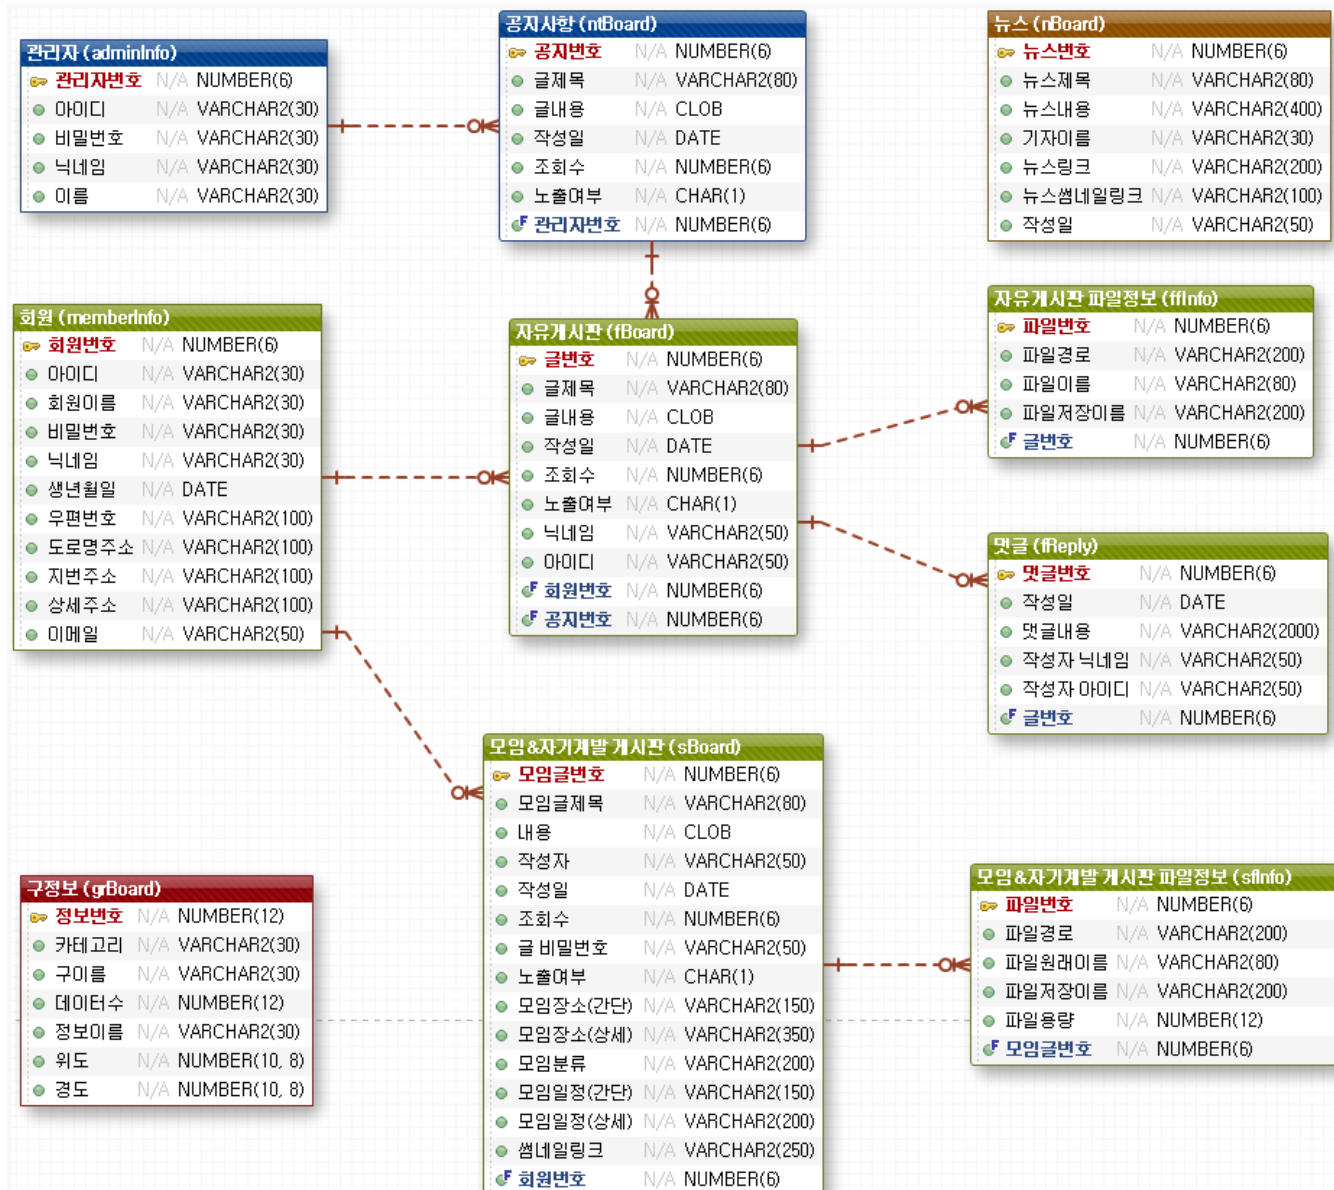 관리자 (adminInfo)
관리자번호 N/A NUMBER(6)
아이디 N/A VARCHAR2(30)
비밀번호 N/A VARCHAR2(30)
닉네임 N/A VARCHAR2(30)
이름 N/A VARCHAR2(30)
공지사항 (ntBoard)
공지번호 N/A NUMBER(6)
글제목 N/A VARCHAR2(80)
글내용 N/A CLOB
작성일 N/A DATE
조회수 N/A NUMBER(6)
노출여부 N/A CHAR(1)
관리자번호 N/A NUMBER(6)
뉴스 (nBoard)
뉴스번호 N/A NUMBER(6)
뉴스제목 N/A VARCHAR2(80)
뉴스내용 N/A VARCHAR2(400)
기자이름 N/A VARCHAR2(30)
뉴스링크 N/A VARCHAR2(200)
뉴스썸네일링크 N/A VARCHAR2(100)
작성일 N/A VARCHAR2(50)
회원 (memberInfo)
회원번호 N/A NUMBER(6)
아이디 N/A VARCHAR2(30)
회원이름 N/A VARCHAR2(30)
비밀번호 N/A VARCHAR2(30)
닉네임 N/A VARCHAR2(30)
생년월일 N/A DATE
우편번호 N/A VARCHAR2(100)
도로명주소 N/A VARCHAR2(100)
지번주소 N/A VARCHAR2(100)
상세주소 N/A VARCHAR2(100)
이메일 N/A VARCHAR2(50)
자유게시판 (fBoard)
글번호 N/A NUMBER(6)
글제목 N/A VARCHAR2(80)
글내용 N/A CLOB
작성일 N/A DATE
조회수 N/A NUMBER(6)
노출여부 N/A CHAR(1)
닉네임 N/A VARCHAR2(50)
아이디 N/A VARCHAR2(50)
회원번호 N/A NUMBER(6)
공지번호 N/A NUMBER(6)
자유게시판 파일정보 (ffInfo)
파일번호 N/A NUMBER(6)
파일경로 N/A VARCHAR2(200)
파일이름 N/A VARCHAR2(80)
파일저장이름 N/A VARCHAR2(200)
글번호 N/A NUMBER(6)
댓글 (fReply)
댓글번호 N/A NUMBER(6)
작성일 N/A DATE
댓글내용 N/A VARCHAR2(2000)
작성자 닉네임 N/A VARCHAR2(50)
작성자 아이디 N/A VARCHAR2(50)
글번호 N/A NUMBER(6)
모임&자기계발 게시판 (sBoard)
모임글번호 N/A NUMBER(6)
모임글제목 N/A VARCHAR2(80)
내용 N/A CLOB
작성자 N/A VARCHAR2(50)
작성일 N/A DATE
조회수 N/A NUMBER(6)
글 비밀번호 N/A VARCHAR2(50)
노출여부 N/A CHAR(1)
모임장소(간단) N/A VARCHAR2(150)
모임장소(상세) N/A VARCHAR2(350)
모임분류 N/A VARCHAR2(200)
모임일정(간단) N/A VARCHAR2(150)
모임일정(상세) N/A VARCHAR2(200)
썸네일링크 N/A VARCHAR2(250)
회원번호 N/A NUMBER(6)
구정보 (grBoard)
정보번호 N/A NUMBER(12)
카테고리 N/A VARCHAR2(30)
구이름 N/A VARCHAR2(30)
데이터수 N/A NUMBER(12)
정보이름 N/A VARCHAR2(30)
위도 N/A NUMBER(10, 8)
경도 N/A NUMBER(10, 8)
모임&자기계발 게시판 파일정보 (sfInfo)
파일번호 N/A NUMBER(6)
파일경로 N/A VARCHAR2(200)
파일원래이름 N/A VARCHAR2(80)
파일저장이름 N/A VARCHAR2(200)
파일용량 N/A NUMBER(12)
모임글번호 N/A NUMBER(6)